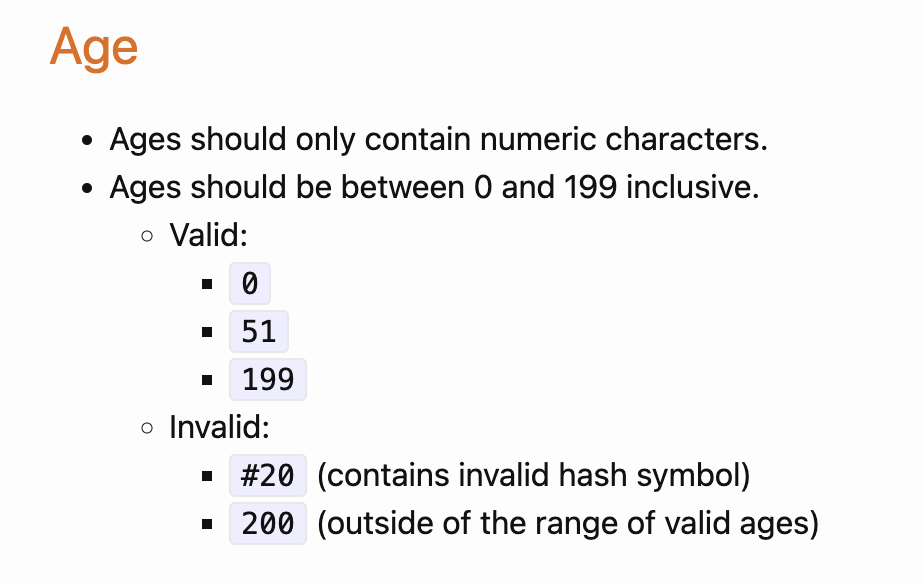 Age
Ages should only contain numeric characters.
Ages should be between 0 and 199 inclusive.
Valid:
0
51
199
Invalid:
#20 (contains invalid hash symbol)
200 (outside of the range of valid ages)